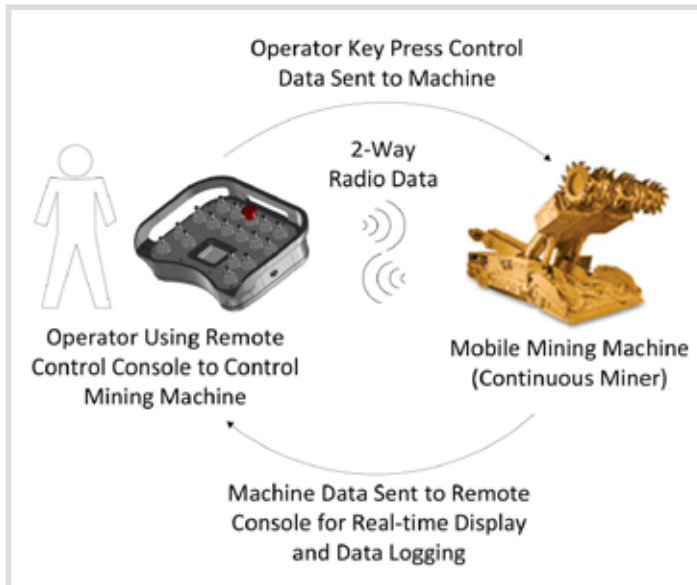 Operator Key Press Control
Data Sent to Machine
2-Way
Radio Data
Operator Using Remote
Control Console to Control
Mining Machine
Mobile Mining Machine
(Continuous Miner)
Machine Data Sent to Remote
Console for Real-time Display
and Data Logging